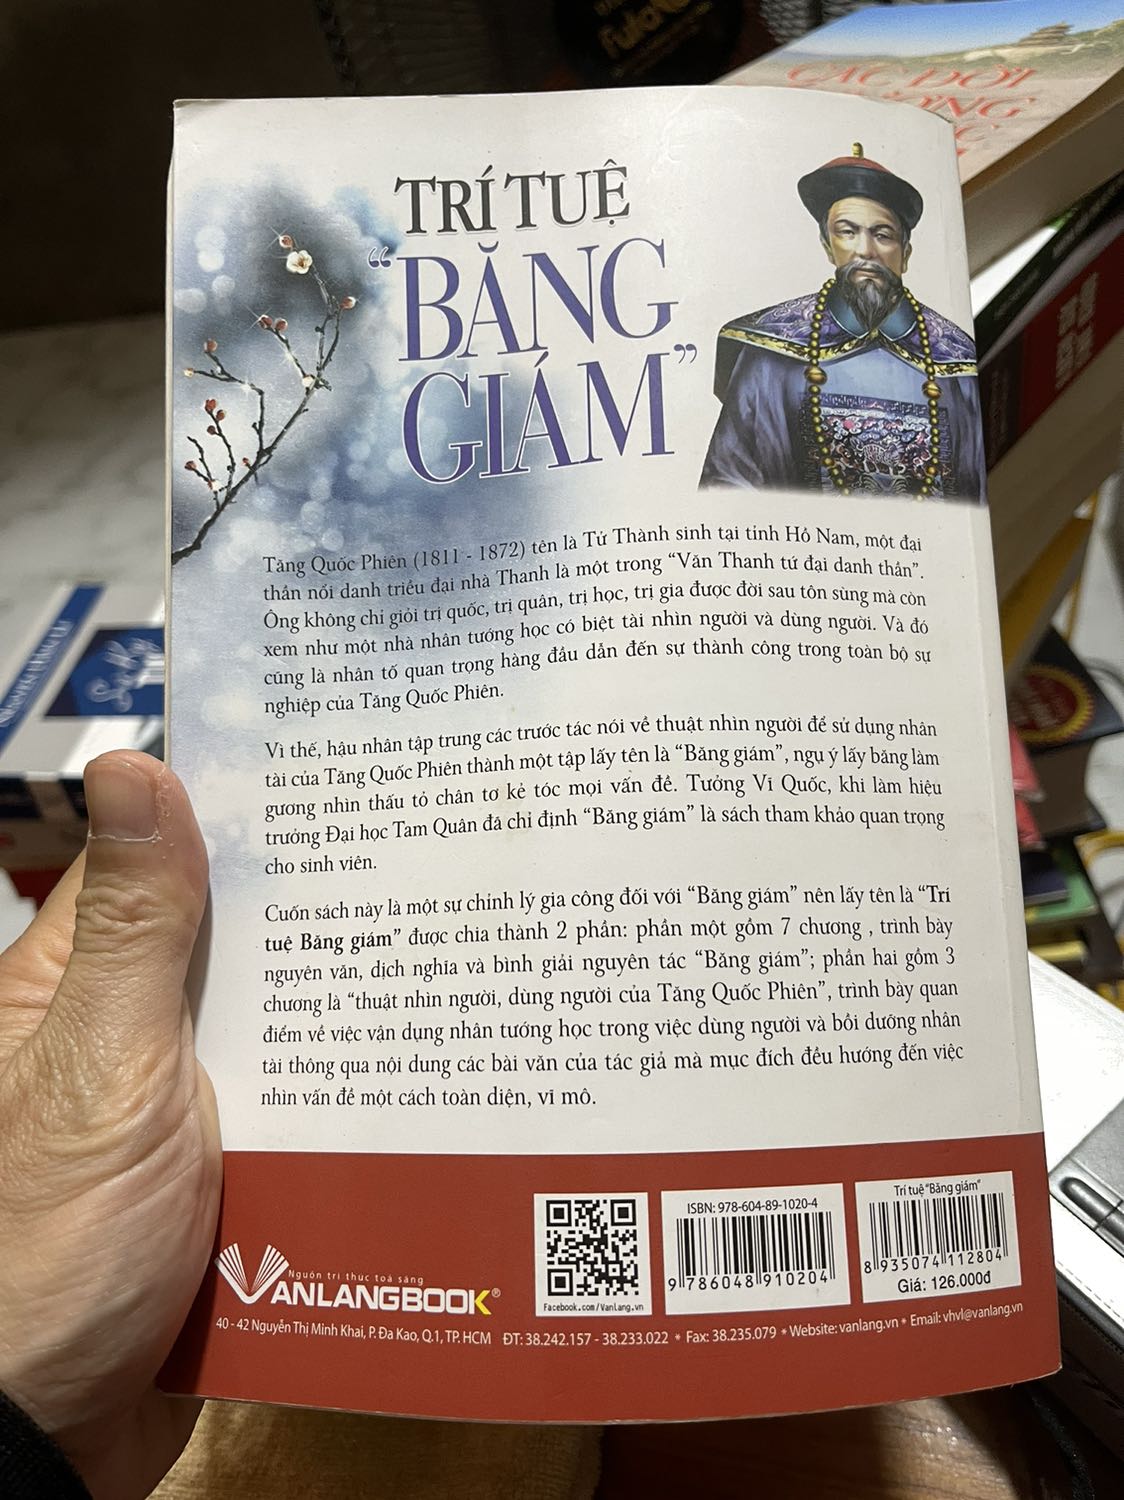 CÁC ĐỜI
TRÍ TUỆ
“BĂNG
GIÁM”
Tăng Quốc Phiên (1811 - 1872) tên là Tử Thành sinh tại tỉnh Hồ Nam, một đại
thần nổi danh triều đại nhà Thanh là một trong “Văn Thanh tứ đại danh thần”.
Ông không chỉ giỏi trị quốc, trị quân, trị học, trị gia được đời sau tôn sùng mà còn
xem như một nhà nhân tướng học có biệt tài nhìn người và dùng người. Và đó
cũng là nhân tố quan trọng hàng đầu dẫn đến sự thành công trong toàn bộ sự
nghiệp của Tăng Quốc Phiên.
Vì thế, hậu nhân tập trung các trước tác nói về thuật nhìn người để sử dụng nhân
tài của Tăng Quốc Phiên thành một tập lấy tên là “Băng giám”, ngụ ý lấy băng làm
gương nhìn thấu tỏ chân tơ kẻ tóc mọi vấn đề. Tưởng Vĩ Quốc, khi làm hiệu
trưởng Đại học Tam Quân đã chỉ định “Băng giám” là sách tham khảo quan trọng
cho sinh viên.
Cuốn sách này là một sự chỉnh lý gia công đối với “Băng giám” nên lấy tên là “Trí
tuệ Băng giám” được chia thành 2 phần: phần một gồm 7 chương , trình bày
nguyên văn, dịch nghĩa và bình giải nguyên tác “Băng giám”; phần hai gồm 3
chương là “thuật nhìn người, dùng người của Tăng Quốc Phiên”, trình bày quan
điểm về việc vận dụng nhân tướng học trong việc dùng người và bồi dưỡng nhân
tài thông qua nội dung các bài văn của tác giả mà mục đích đều hướng đến việc
nhìn vấn đề một cách toàn diện, vĩ mô.
Nguồn tri thức toả sáng
VANLANGBOOK®
Facebook.com/Vanlang.vn
ISBN: 978-604-89-1020-4
9 786048 910204
Trí tuệ “Băng giám”
8 935074 112804
Giá: 126.000đ
40 - 42 Nguyễn Thị Minh Khai, P. Đa Kao, Q.1, TP. HCM ĐT: 38.242.157 - 38.233.022 * Fax: 38.235.079 * Website: vanlang.vn * Email: vhvl@vanlang.vn